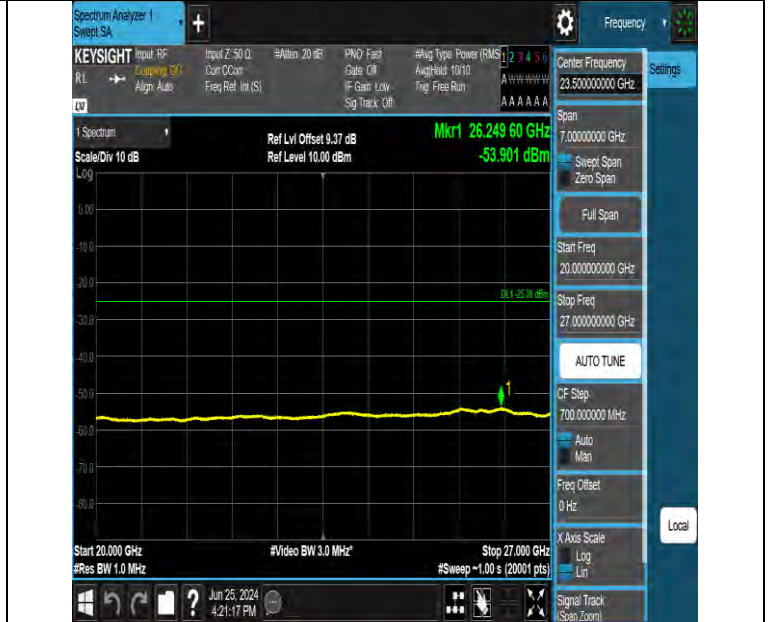 Spectrum Analyzer 1
Swept SA
Frequency
KEYSIGHT
RL
Input: RF
Coupling: DC
Align: Auto
Input Z: 50 Ω
Corr CCorr
Freq Ref: Int (S)
#Atten: 20 dB
PNO: Fast
Gate: Off
IF Gain: Low
Sig Track: Off
#Avg Type: Power (RMS
Avg|Hold: 10/10
Trig: Free Run
1 2 3 4 5 6
A W W W W W
A A A A A A
1 Spectrum
Scale/Div 10 dB
Log
Ref Lvl Offset 9.37 dB
Ref Level 10.00 dBm
Mkr1 26.249 60 GHz
-53.901 dBm
0.00
-10.0
-20.0
-30.0
-40.0
-50.0
-60.0
-70.0
-80.0
DL1 -25.00 dBm
1
Start 20.000 GHz
#Res BW 1.0 MHz
#Video BW 3.0 MHz*
Stop 27.000 GHz
#Sweep ~1.00 s (20001 pts)
Center Frequency
23.500000000 GHz
Settings
Span
7.00000000 GHz
Swept Span
Zero Span
Full Span
Start Freq
20.000000000 GHz
Stop Freq
27.000000000 GHz
AUTO TUNE
CF Step
700.000000 MHz
Auto
Man
Freq Offset
0 Hz
X Axis Scale
Log
Lin
Local
Signal Track
(Span Zoom)
?
Jun 25, 2024
4:21:17 PM